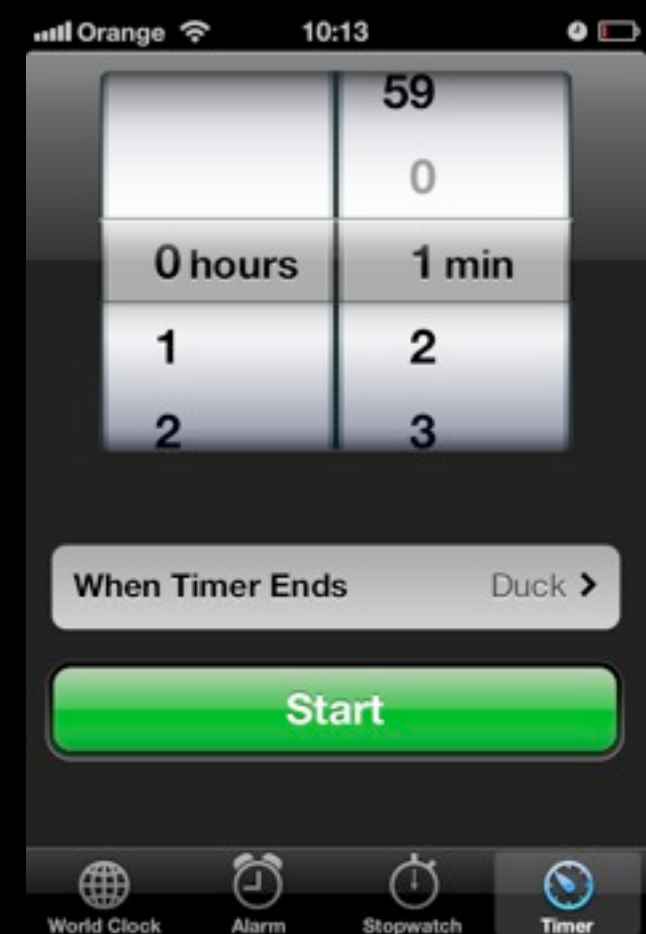 Orange 10:13
59
0
0 hours 1 min
1 2
2 3
When Timer Ends Duck >
Start
World Clock Alarm Stopwatch Timer